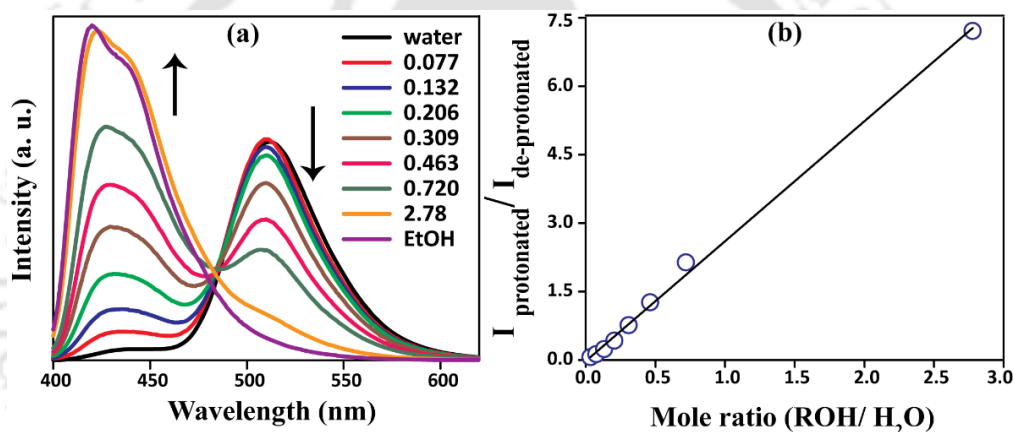 (a)
water
0.077
0.132
0.206
0.309
0.463
0.720
2.78
EtOH
Intensity (a. u.)
400 450 500 550 600
Wavelength (nm)
(b)
7.5
6.0
4.5
3.0
1.5
0.0
I protonated/ I de-protonated
0.0 0.5 1.0 1.5 2.0 2.5 3.0
Mole ratio (ROH/ H₂O)